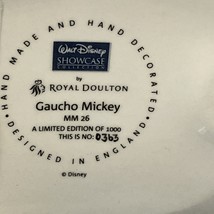 HAND MADE AND HAND DECORATED
WALT DISNEY
SHOWCASE
COLLECTION
by
ROYAL DOULTON
Gaucho Mickey
MM 26
A LIMITED EDITION OF 1000
THIS IS NO: 0363
© Disney
DESIGNED IN ENGLAND